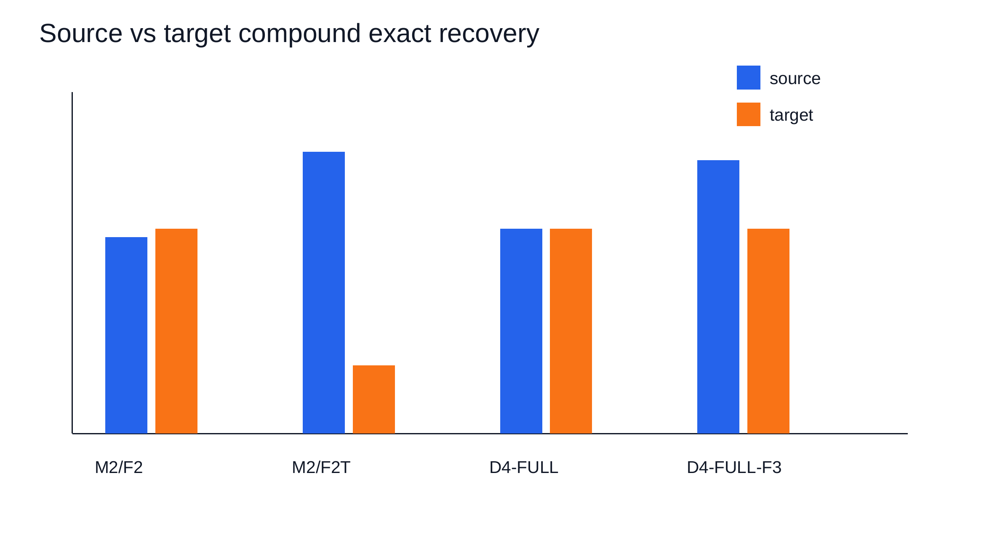 Source vs target compound exact recovery
source
target
M2/F2
M2/F2T
D4-FULL
D4-FULL-F3